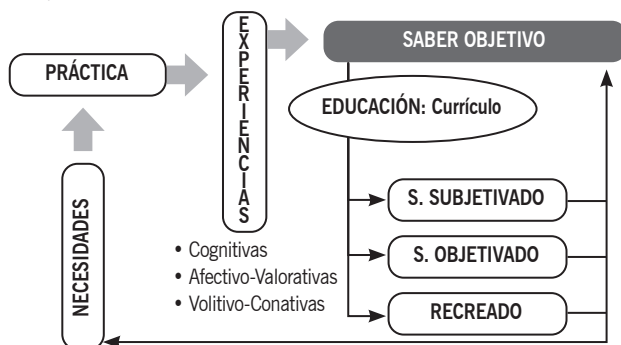 PRÁCTICA
EXPERIENCIAS
SABER OBJETIVO
EDUCACIÓN: Currículo
NECESIDADES
• Cognitivas
• Afectivo-Valorativas
• Volitivo-Conativas
S. SUBJETIVADO
S. OBJETIVADO
RECREADO